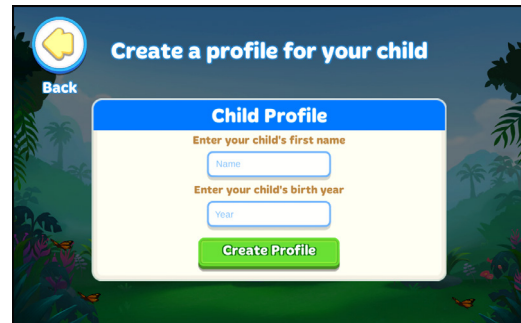 Create a profile for your child
Back
Child Profile
Enter your child's first name
Name
Enter your child's birth year
Year
Create Profile